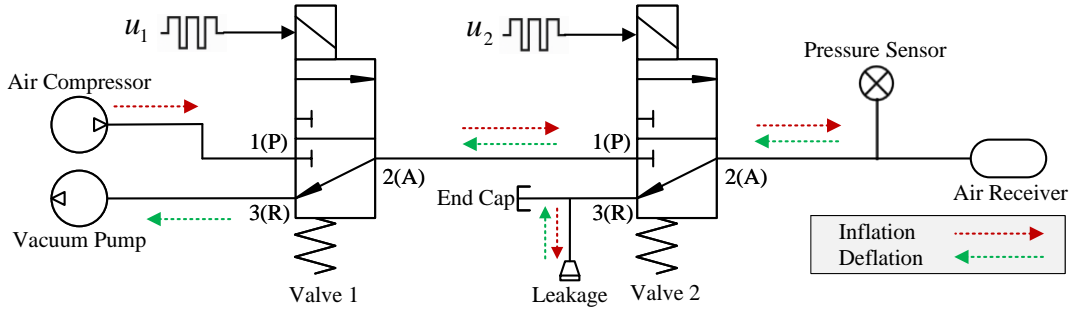 u1
u2
Pressure Sensor
Air Compressor
1(P)
1(P)
2(A)
2(A)
End Cap
Air Receiver
3(R)
3(R)
Vacuum Pump
Inflation
Deflation
Valve 1
Leakage
Valve 2